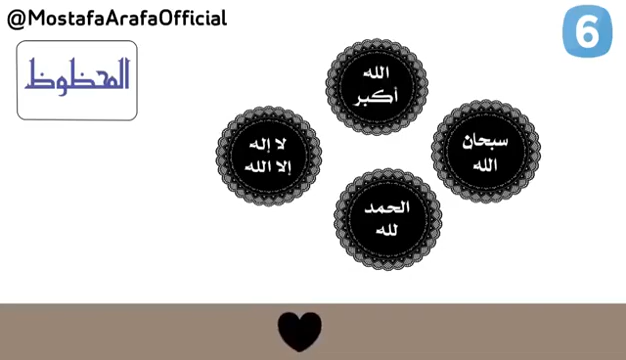 @MostafaArafaOfficial
6
المحظوظ
الله
أكبر
سبحان
الله
لا إله
إلا الله
الحمد
لله